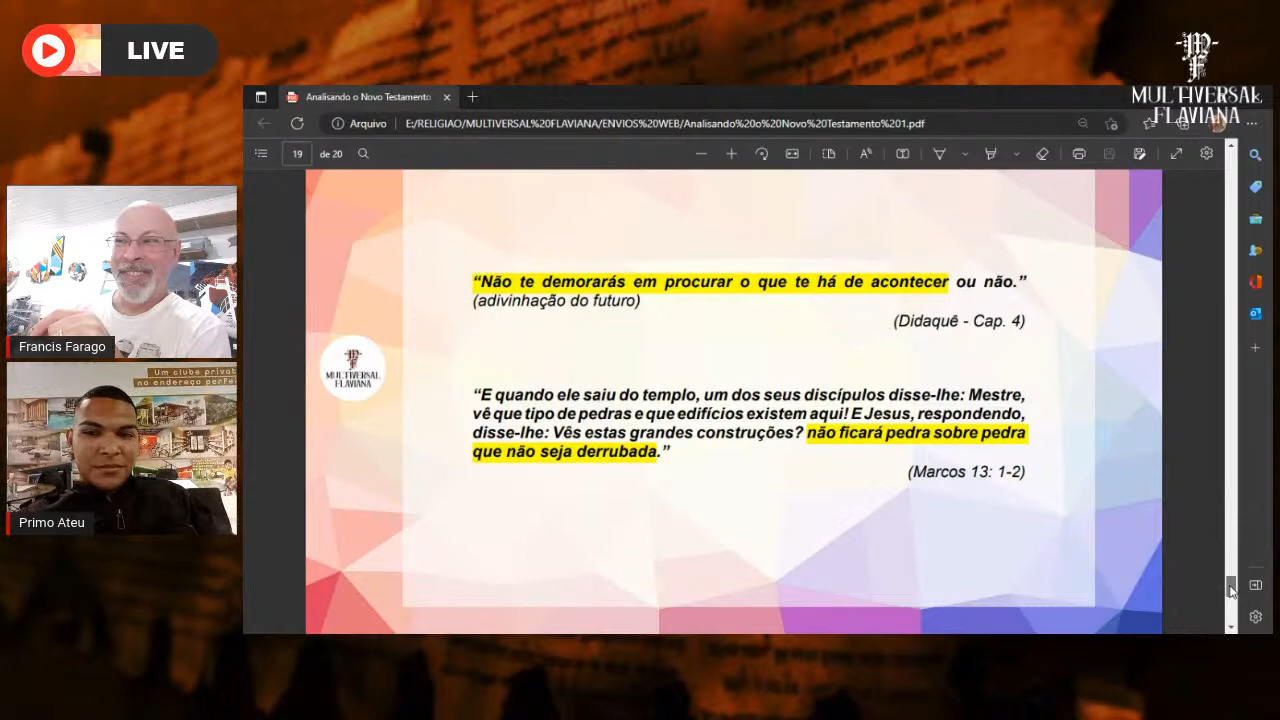 LIVE
MULTIVERSAL
FLAVIANA
Analisando o Novo Testamento
Arquivo
E:/RELIGIAO/MULTIVERSAL%20FLAVIANA/ENVIOS%20WEB/Analisando%20o%20Novo%20Testamento%201.pdf
19 de 20
“Não te demorarás em procurar o que te há de acontecer ou não.”
(adivinhação do futuro)
(Didaquê - Cap. 4)
MULTIVERSAL
FLAVIANA
“E quando ele saiu do templo, um dos seus discípulos disse-lhe: Mestre,
vê que tipo de pedras e que edifícios existem aqui! E Jesus, respondendo,
disse-lhe: Vês estas grandes construções? não ficará pedra sobre pedra
que não seja derrubada.”
(Marcos 13: 1-2)
Francis Farago
Um clube privat
no endereço perfe
Primo Ateu